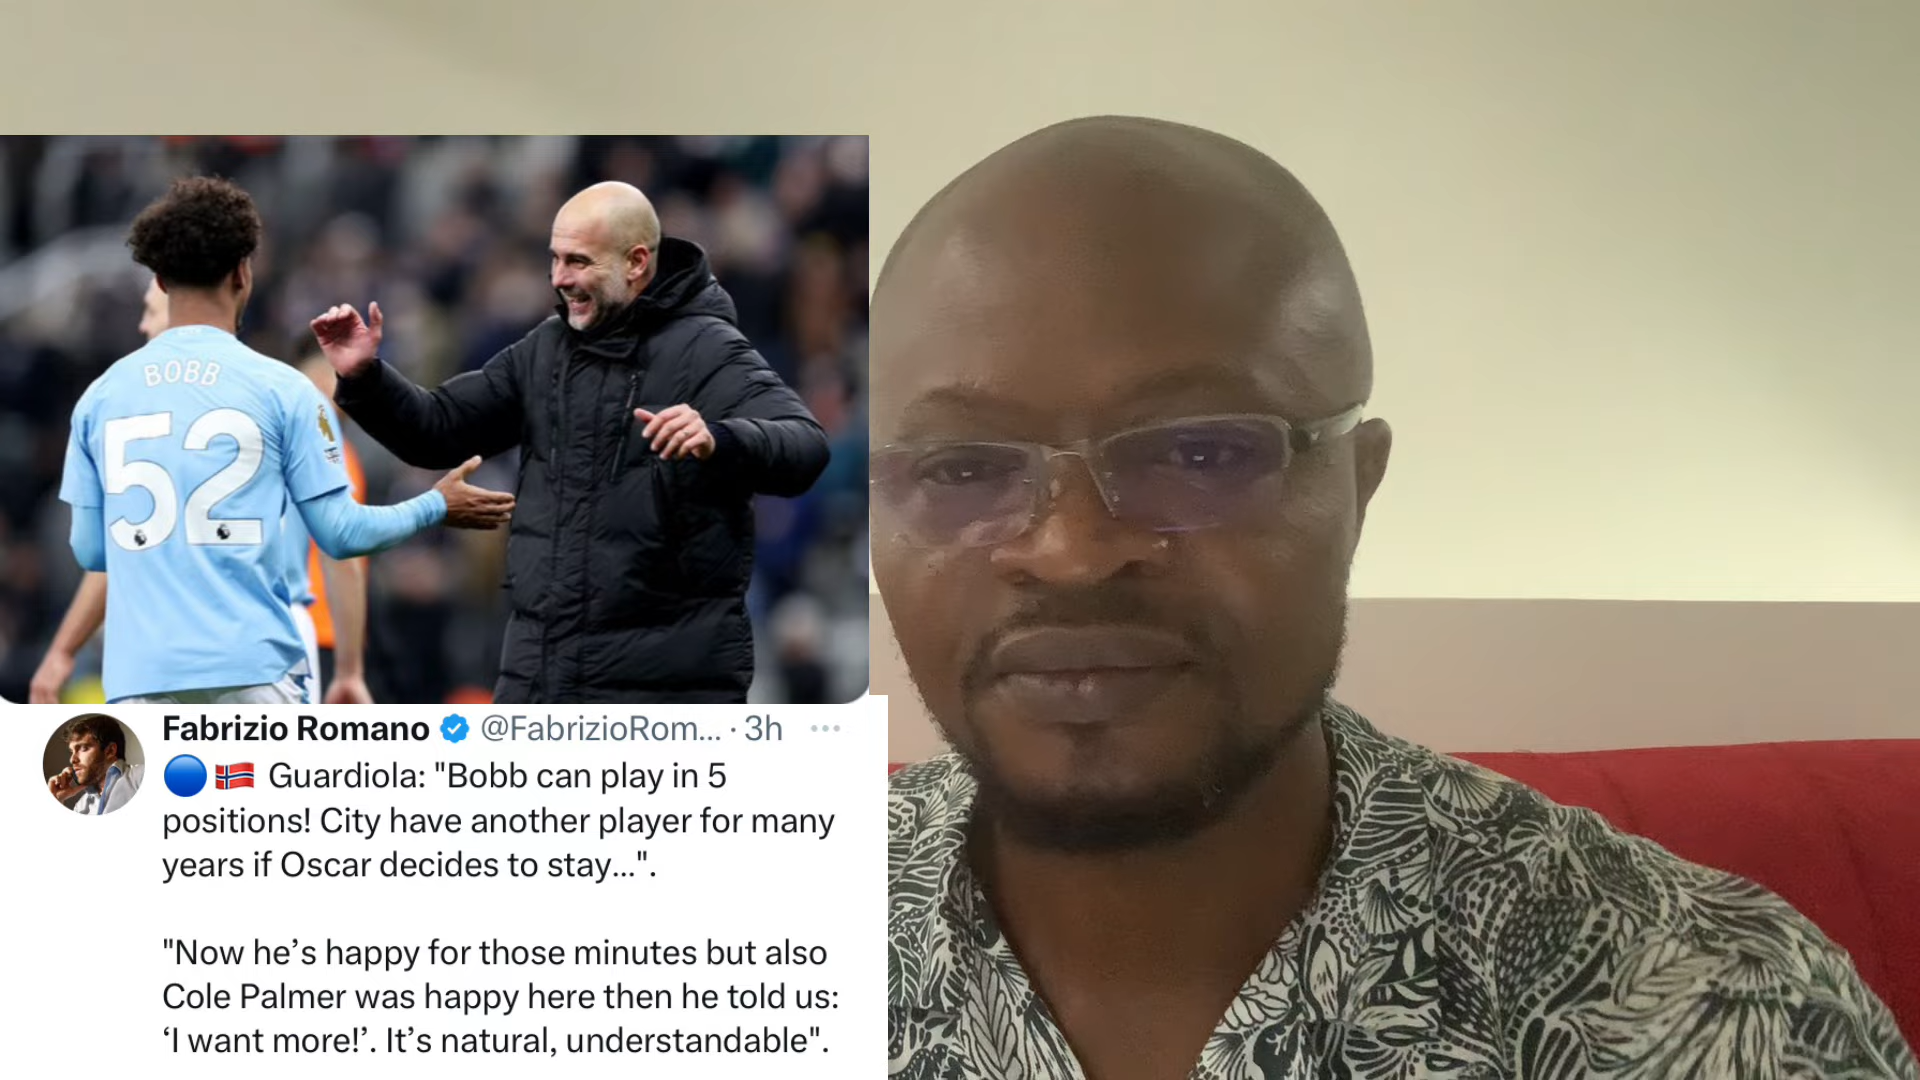 BOBB
52
Fabrizio Romano @FabrizioRom... · 3h
Guardiola: "Bobb can play in 5
positions! City have another player for many
years if Oscar decides to stay...".
"Now he’s happy for those minutes but also
Cole Palmer was happy here then he told us:
‘I want more!’. It’s natural, understandable".